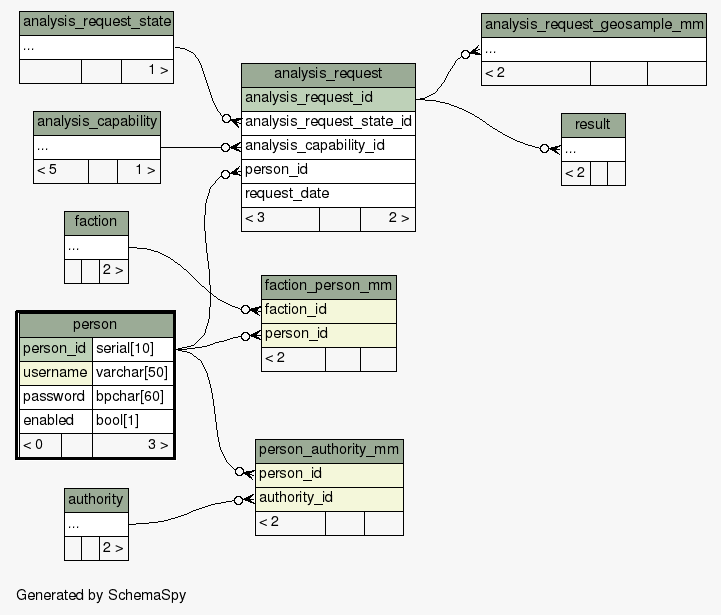 analysis_request_state
...
1 >
analysis_capability
...
< 5 1 >
faction
...
2 >
person
person_id serial[10]
username varchar[50]
password bpchar[60]
enabled bool[1]
< 0 3 >
authority
...
2 >
analysis_request
analysis_request_id
analysis_request_state_id
analysis_capability_id
person_id
request_date
< 3 2 >
faction_person_mm
faction_id
person_id
< 2
person_authority_mm
person_id
authority_id
< 2
analysis_request_geosample_mm
...
< 2
result
...
< 2
Generated by SchemaSpy